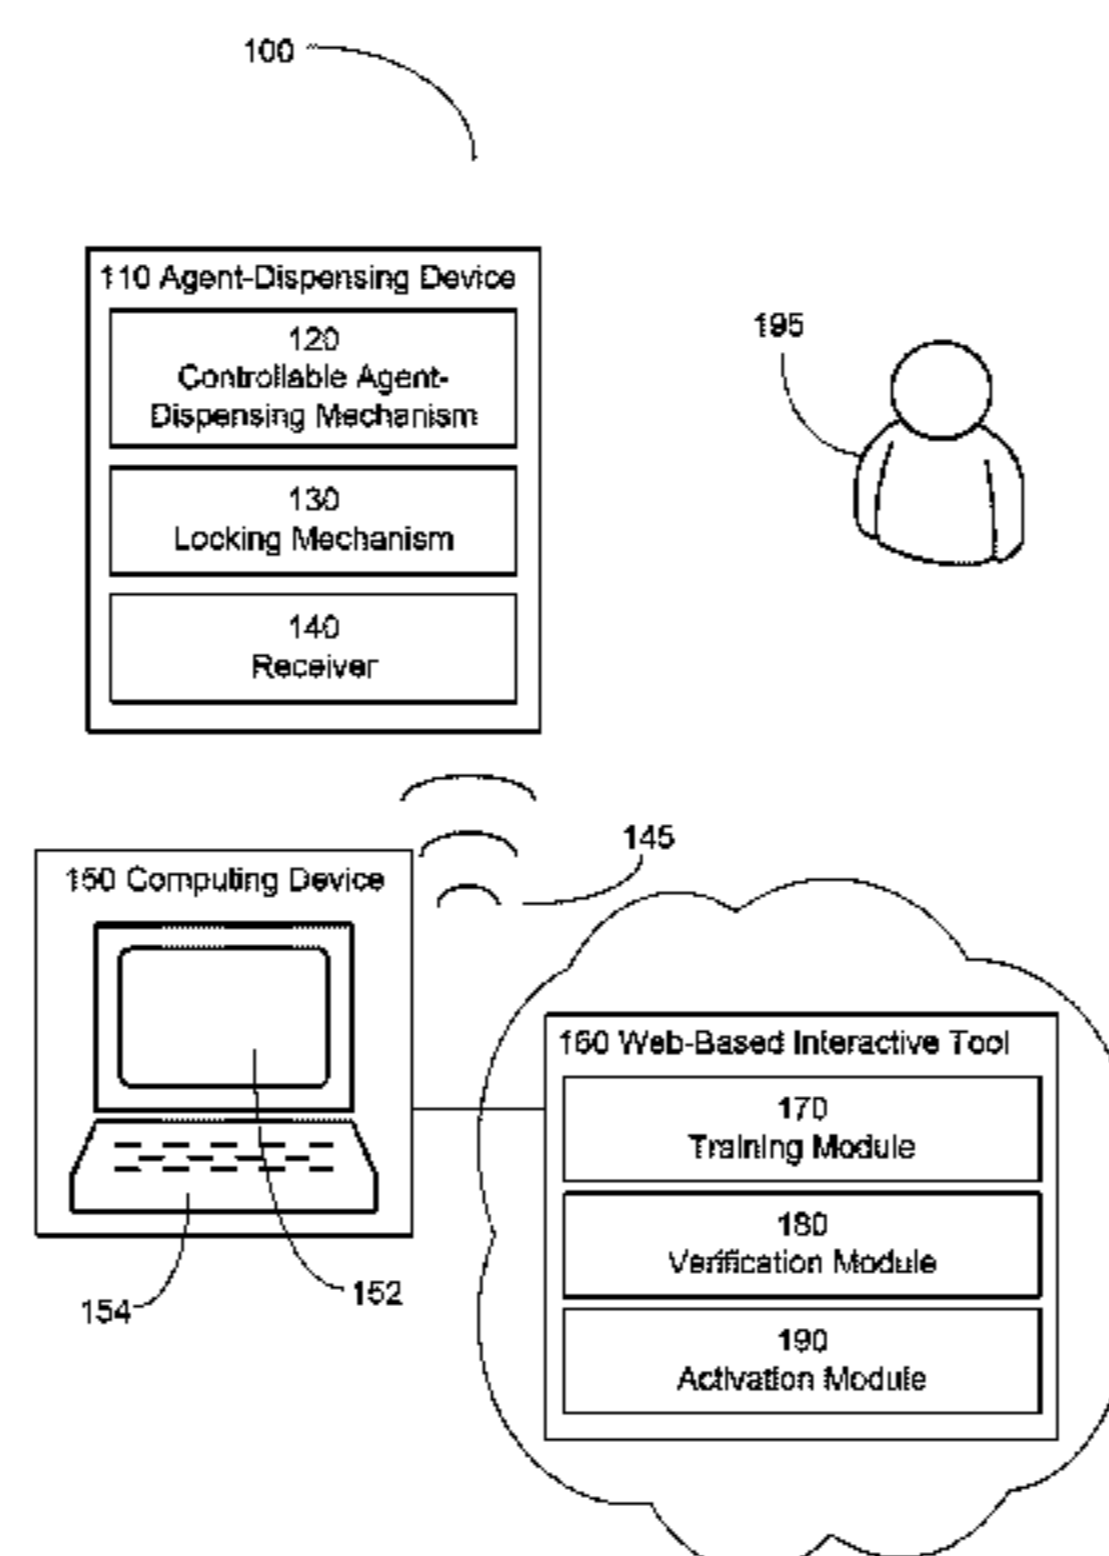 100
110 Agent-Dispensing Device
120
Controllable Agent-
Dispensing Mechanism
195
130
Locking Mechanism
140
Receiver
145
150 Computing Device
160 Web-Based Interactive Tool
170
Training Module
180
Verification Module
152
154
190
Activation Module